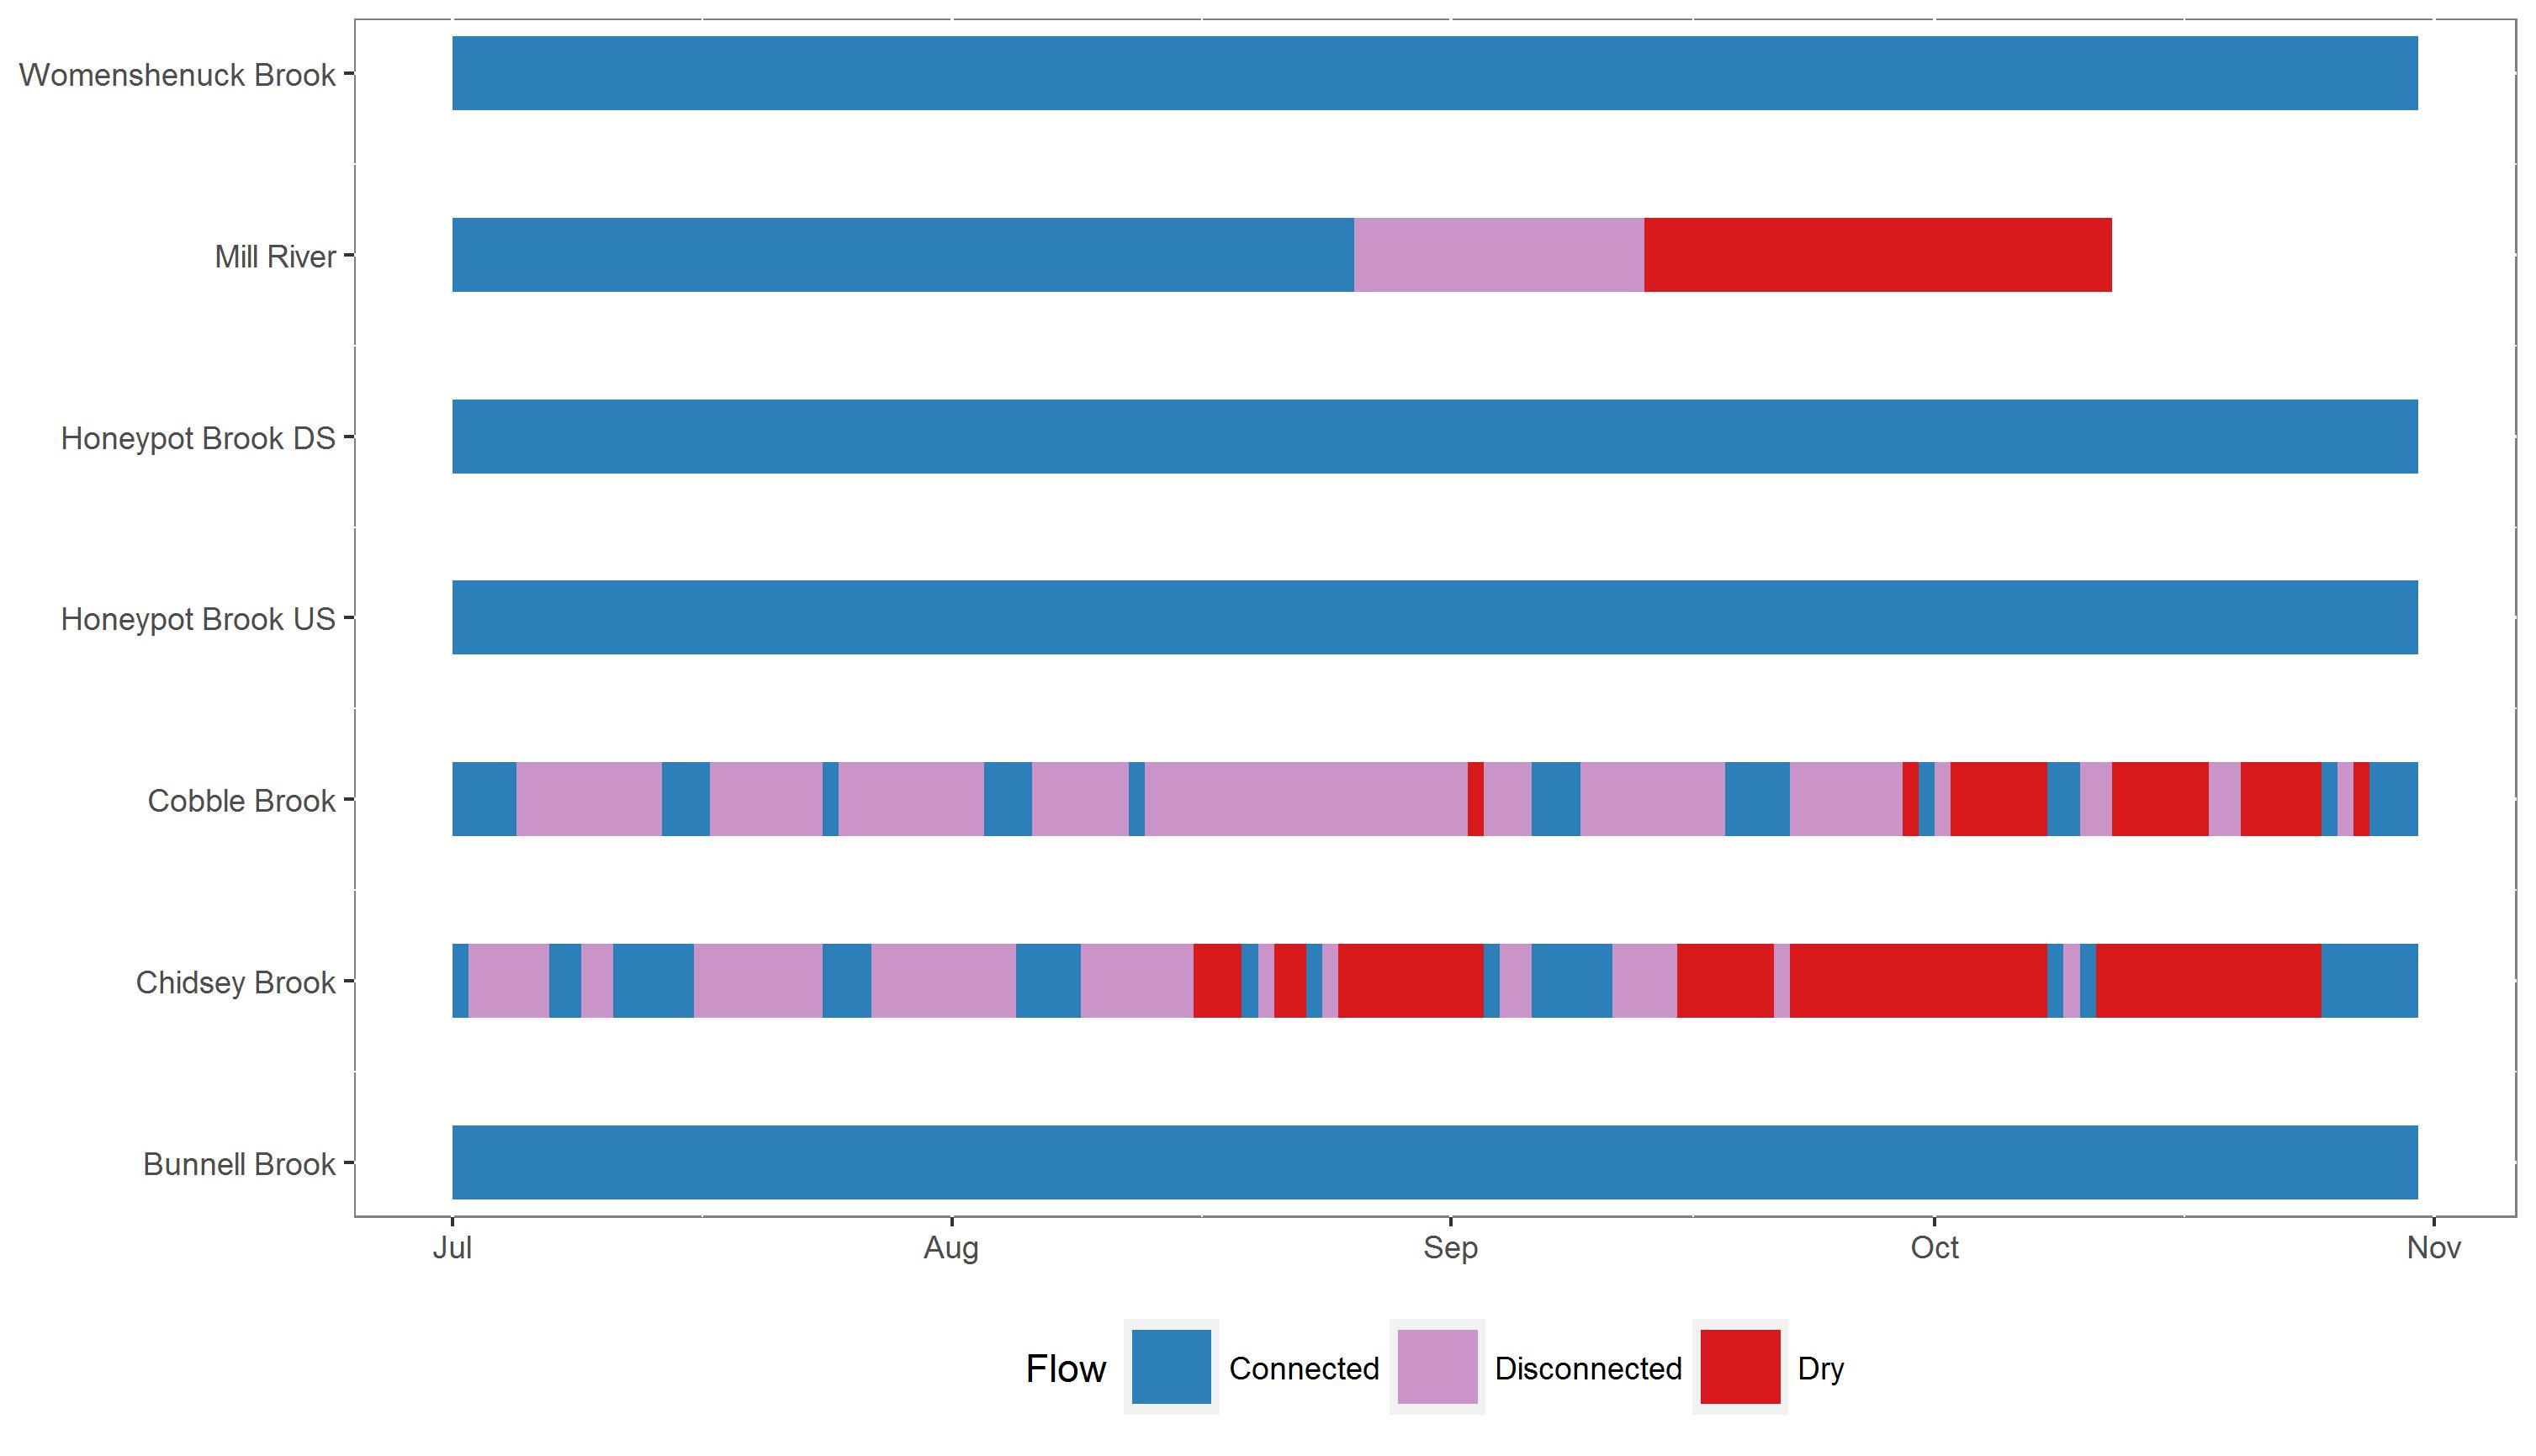 Womenshenuck Brook
Mill River
Honeypot Brook DS
Honeypot Brook US
Cobble Brook
Chidsey Brook
Bunnell Brook
Jul Aug Sep Oct Nov
Flow Connected Disconnected Dry